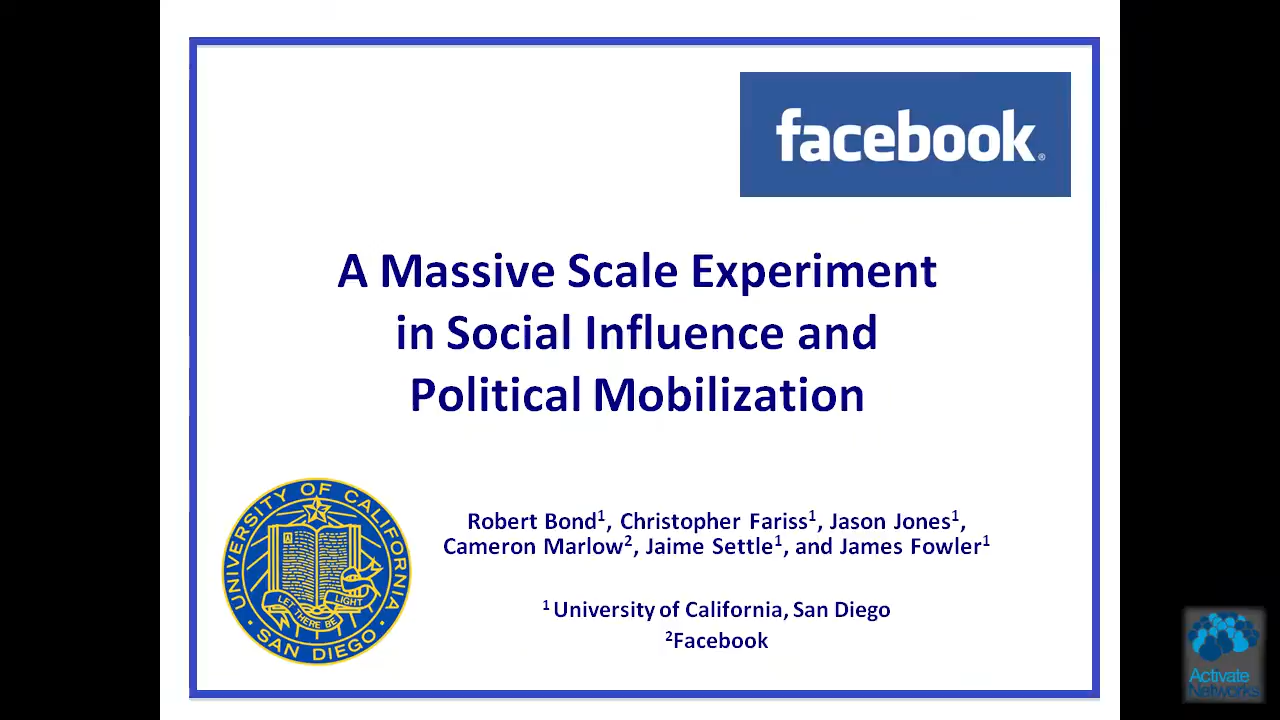 facebook®
A Massive Scale Experiment
in Social Influence and
Political Mobilization
Robert Bond¹, Christopher Fariss¹, Jason Jones¹,
Cameron Marlow², Jaime Settle¹, and James Fowler¹
¹ University of California, San Diego
²Facebook
UNIVERSITY OF CALIFORNIA
A
LET THERE BE LIGHT
· SAN DIEGO ·
Activate
Networks